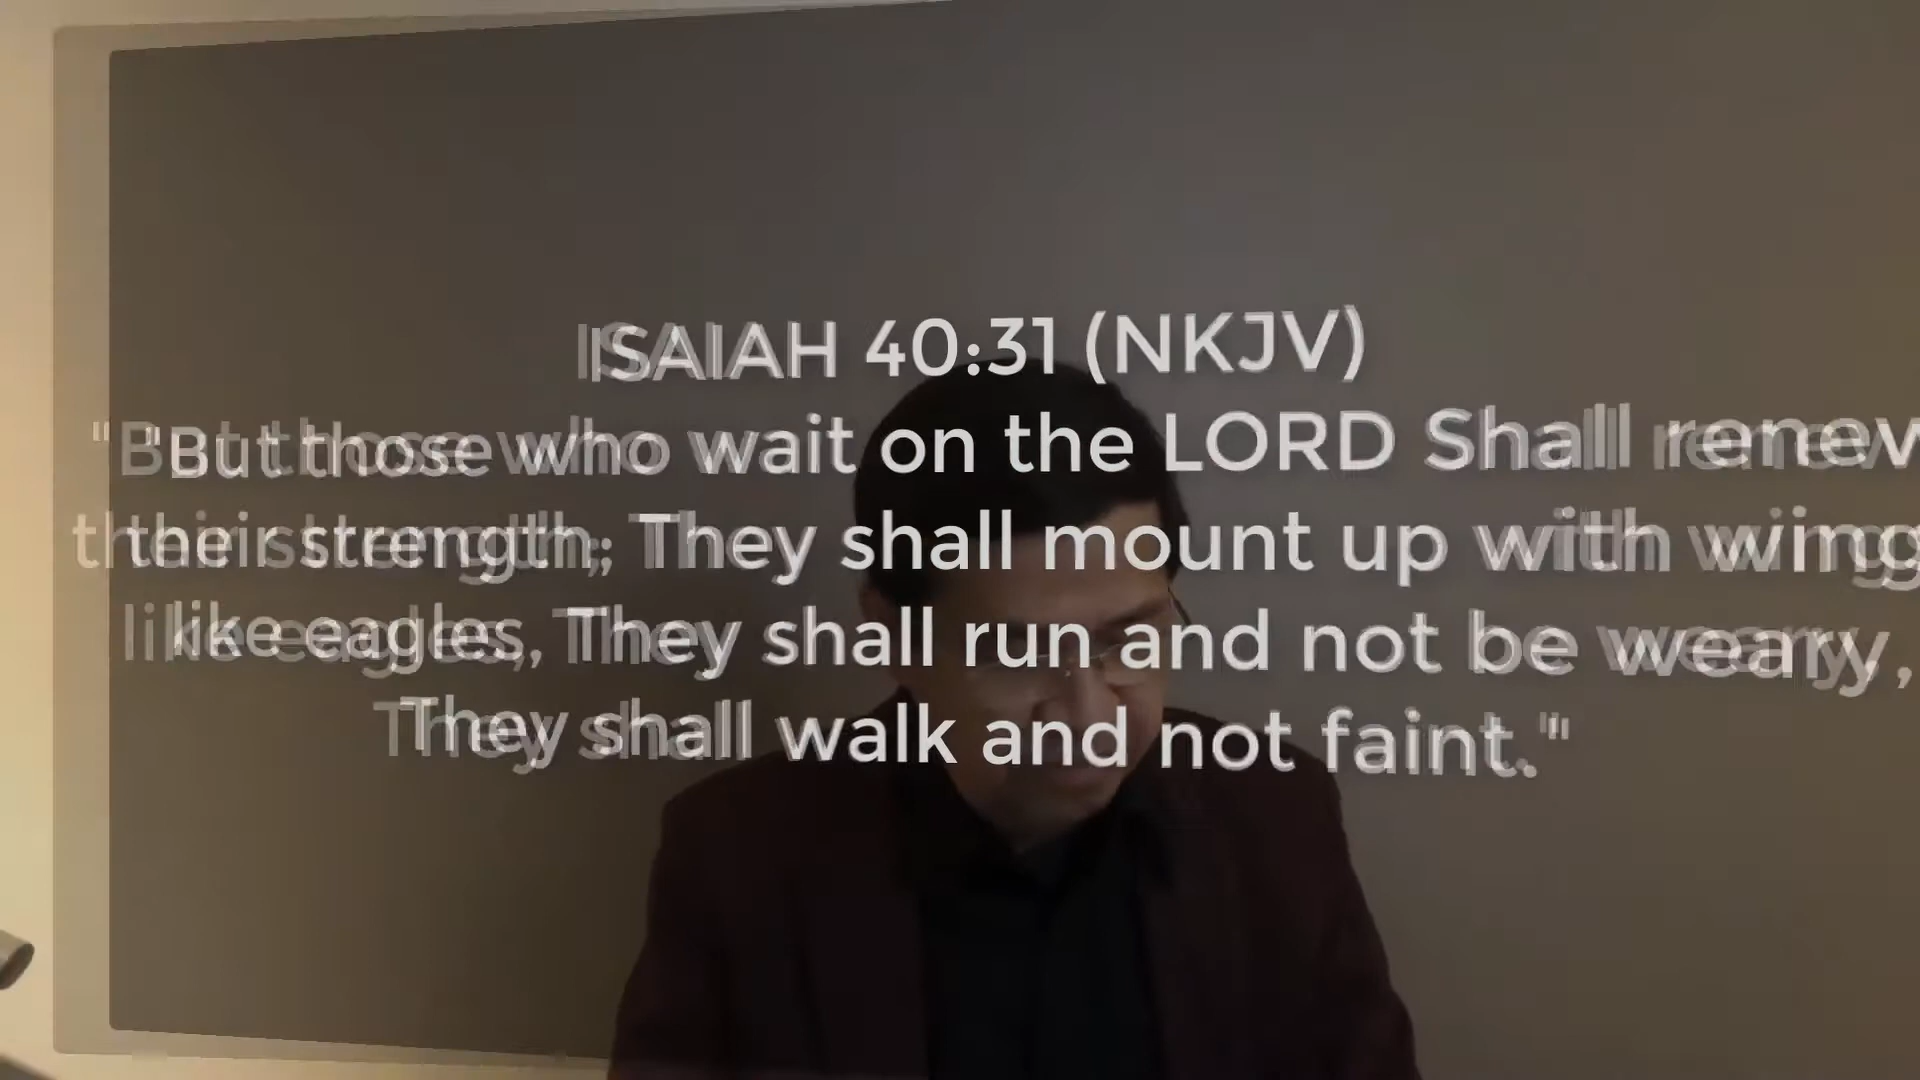 ISAIAH 40:31 (NKJV)
"But those who wait on the LORD Shall renew
their strength; They shall mount up with wing
like eagles, They shall run and not be weary,
They shall walk and not faint."